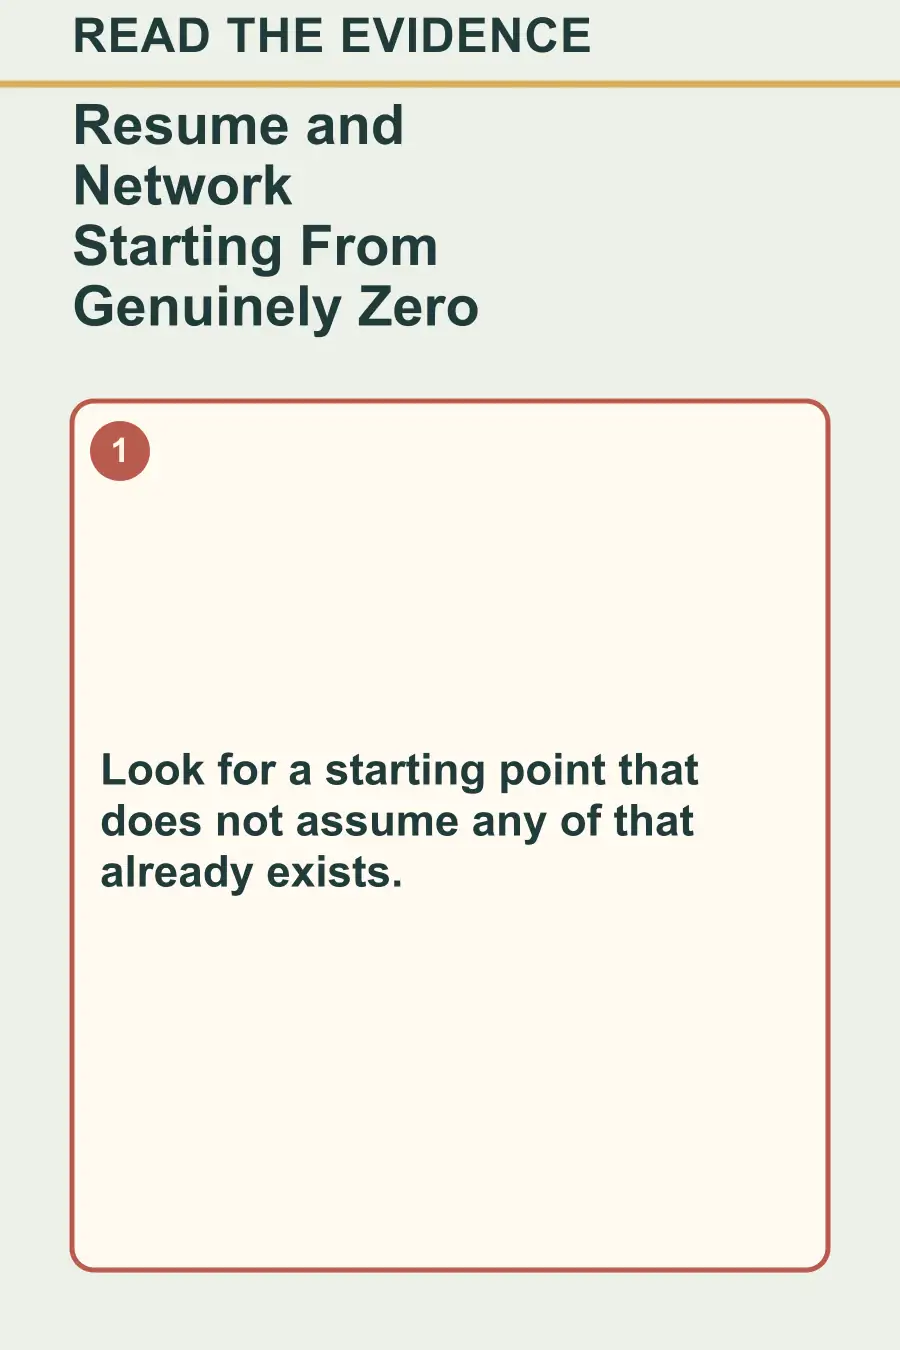 READ THE EVIDENCE
Resume and
Network
Starting From
Genuinely Zero
1
Look for a starting point that
does not assume any of that
already exists.